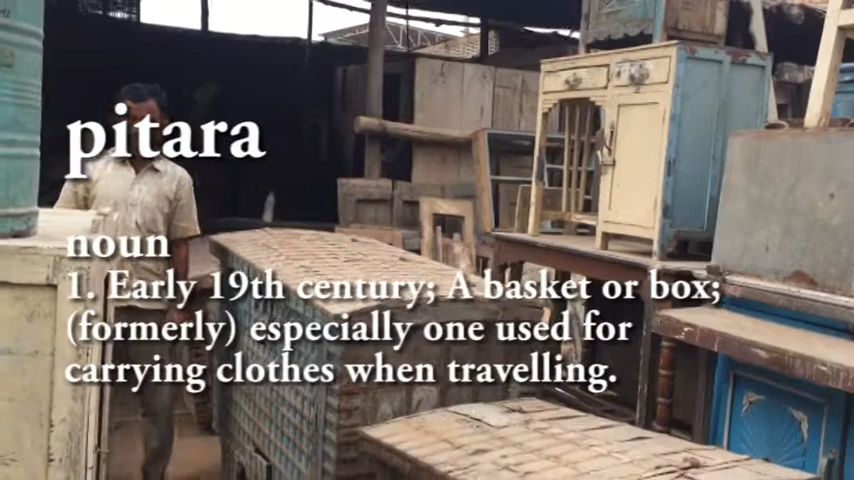 pitara
noun
1. Early 19th century; A basket or box;
(formerly) especially one used for
carrying clothes when travelling.